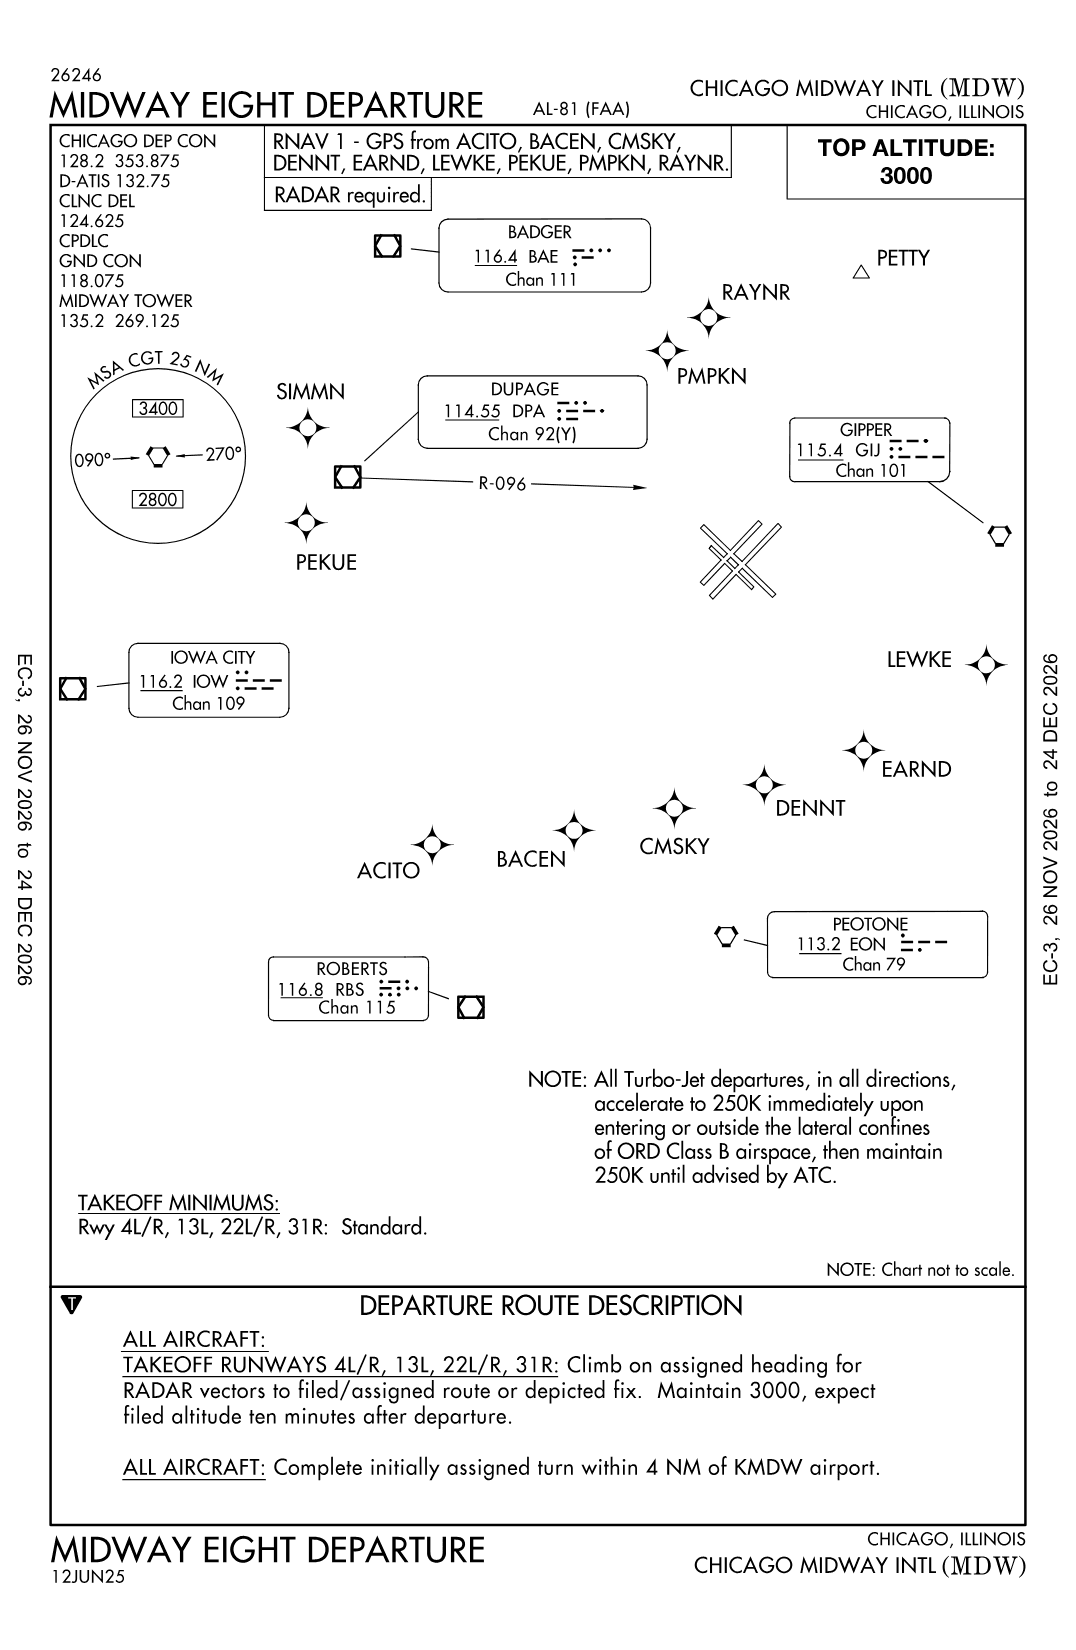 26246
MIDWAY EIGHT DEPARTURE
AL-81 (FAA)
CHICAGO MIDWAY INTL (MDW)
CHICAGO, ILLINOIS
CHICAGO DEP CON
128.2 353.875
D-ATIS 132.75
CLNC DEL
124.625
CPDLC
GND CON
118.075
MIDWAY TOWER
135.2 269.125
RNAV 1 - GPS from ACITO, BACEN, CMSKY,
DENNT, EARND, LEWKE, PEKUE, PMPKN, RAYNR.
RADAR required.
TOP ALTITUDE:
3000
BADGER
116.4 BAE
Chan 111
PETTY
RAYNR
PMPKN
MSA CGT 25 NM
3400
090°
270°
2800
SIMMN
DUPAGE
114.55 DPA
Chan 92(Y)
R-096
GIPPER
115.4 GIJ
Chan 101
PEKUE
IOWA CITY
116.2 IOW
Chan 109
LEWKE
EARND
DENNT
CMSKY
BACEN
ACITO
PEOTONE
113.2 EON
Chan 79
ROBERTS
116.8 RBS
Chan 115
NOTE: All Turbo-Jet departures, in all directions,
accelerate to 250K immediately upon
entering or outside the lateral confines
of ORD Class B airspace, then maintain
250K until advised by ATC.
TAKEOFF MINIMUMS:
Rwy 4L/R, 13L, 22L/R, 31R: Standard.
NOTE: Chart not to scale.
T
DEPARTURE ROUTE DESCRIPTION
ALL AIRCRAFT:
TAKEOFF RUNWAYS 4L/R, 13L, 22L/R, 31R: Climb on assigned heading for
RADAR vectors to filed/assigned route or depicted fix. Maintain 3000, expect
filed altitude ten minutes after departure.
ALL AIRCRAFT: Complete initially assigned turn within 4 NM of KMDW airport.
MIDWAY EIGHT DEPARTURE
12JUN25
CHICAGO, ILLINOIS
CHICAGO MIDWAY INTL (MDW)
EC-3, 26 NOV 2026 to 24 DEC 2026
EC-3, 26 NOV 2026 to 24 DEC 2026